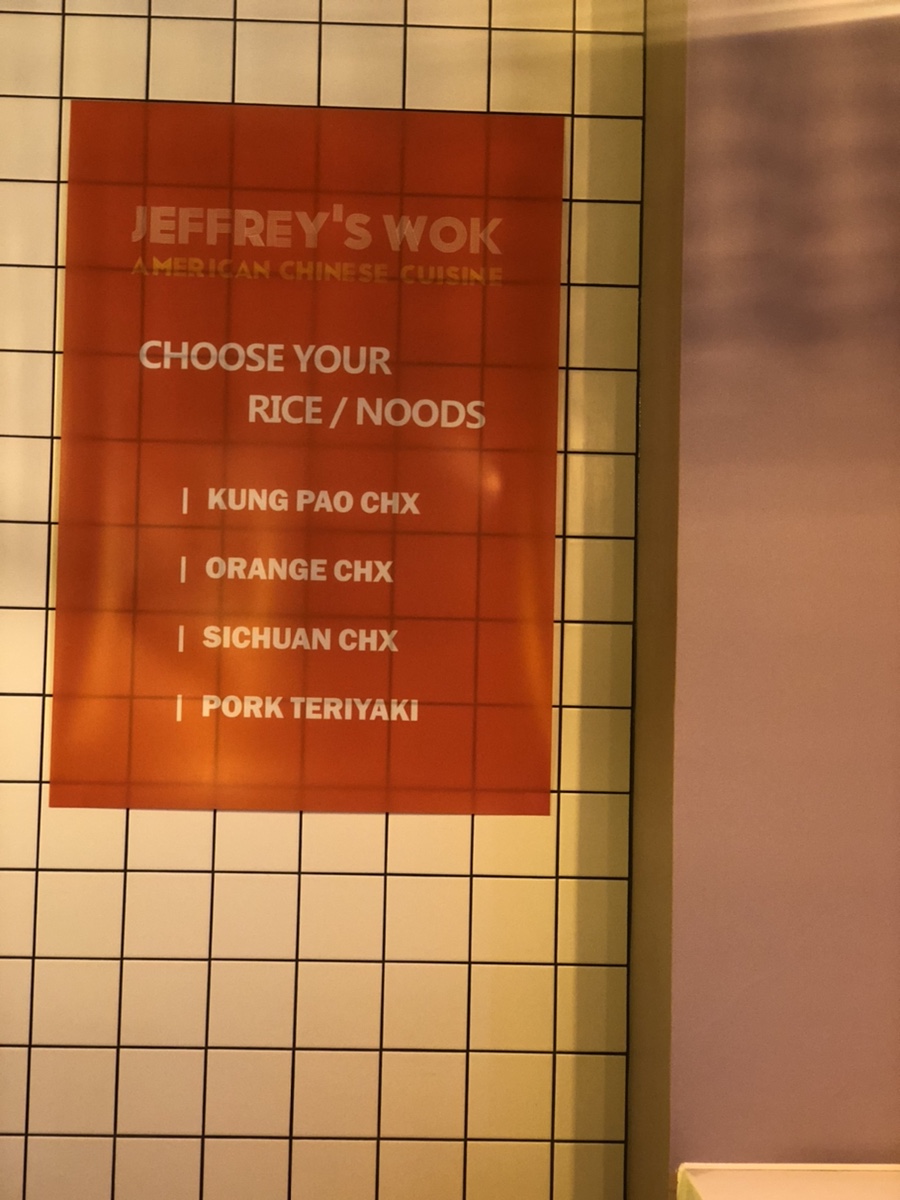 JEFFREY'S WOK
AMERICAN CHINESE CUISINE
CHOOSE YOUR
RICE / NOODS
| KUNG PAO CHX
| ORANGE CHX
| SICHUAN CHX
| PORK TERIYAKI